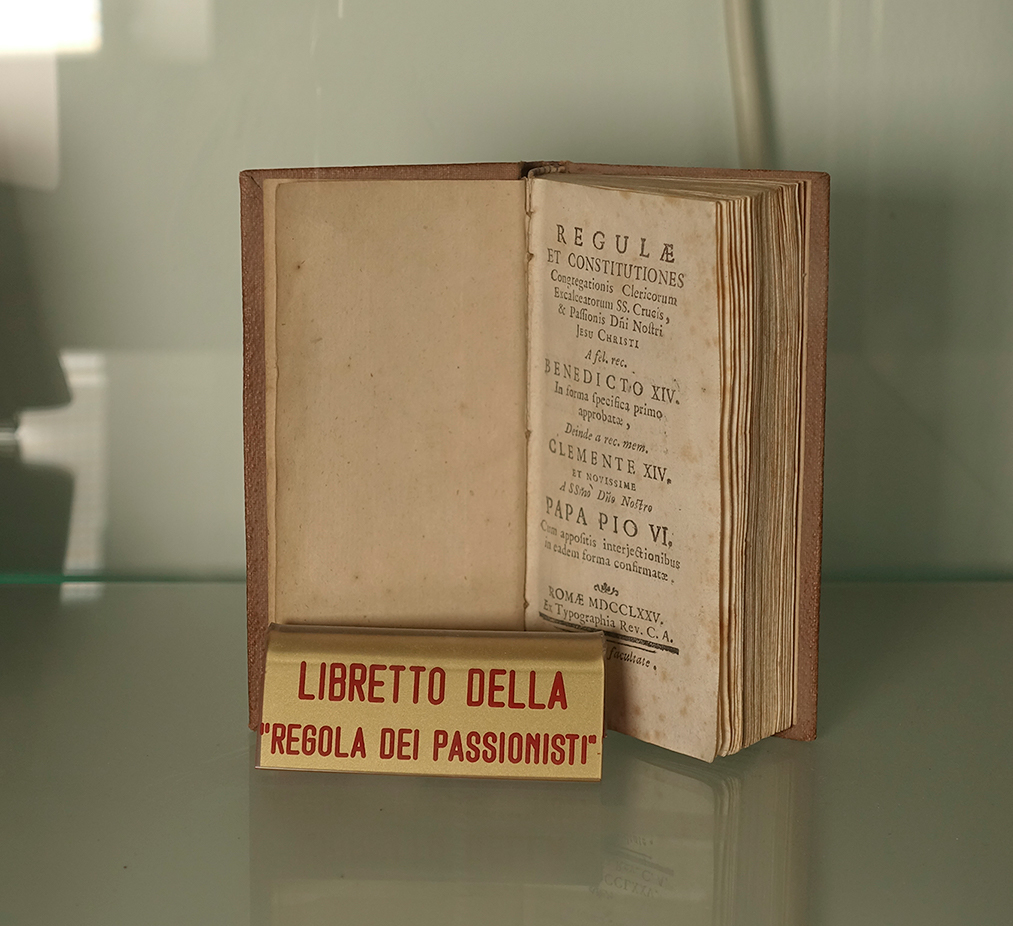 REGULÆ
ET CONSTITUTIONES
Congregationis Clericorum
Excalceatorum SS. Crucis,
& Paſſionis Dñi Noſtri
JESU CHRISTI
A fel. rec.
BENEDICTO XIV.
In forma ſpecifica primo
approbatæ,
Deinde a rec. mem.
CLEMENTE XIV.
ET NOVISSIME
A SSmo Dño Noſtro
PAPA PIO VI.
Cum appoſitis interjectionibus
in eadem forma confirmatæ.
ROMÆ MDCCLXXV.
Ex Typographia Rev. C. A.
facultate.
LIBRETTO DELLA
"REGOLA DEI PASSIONISTI"